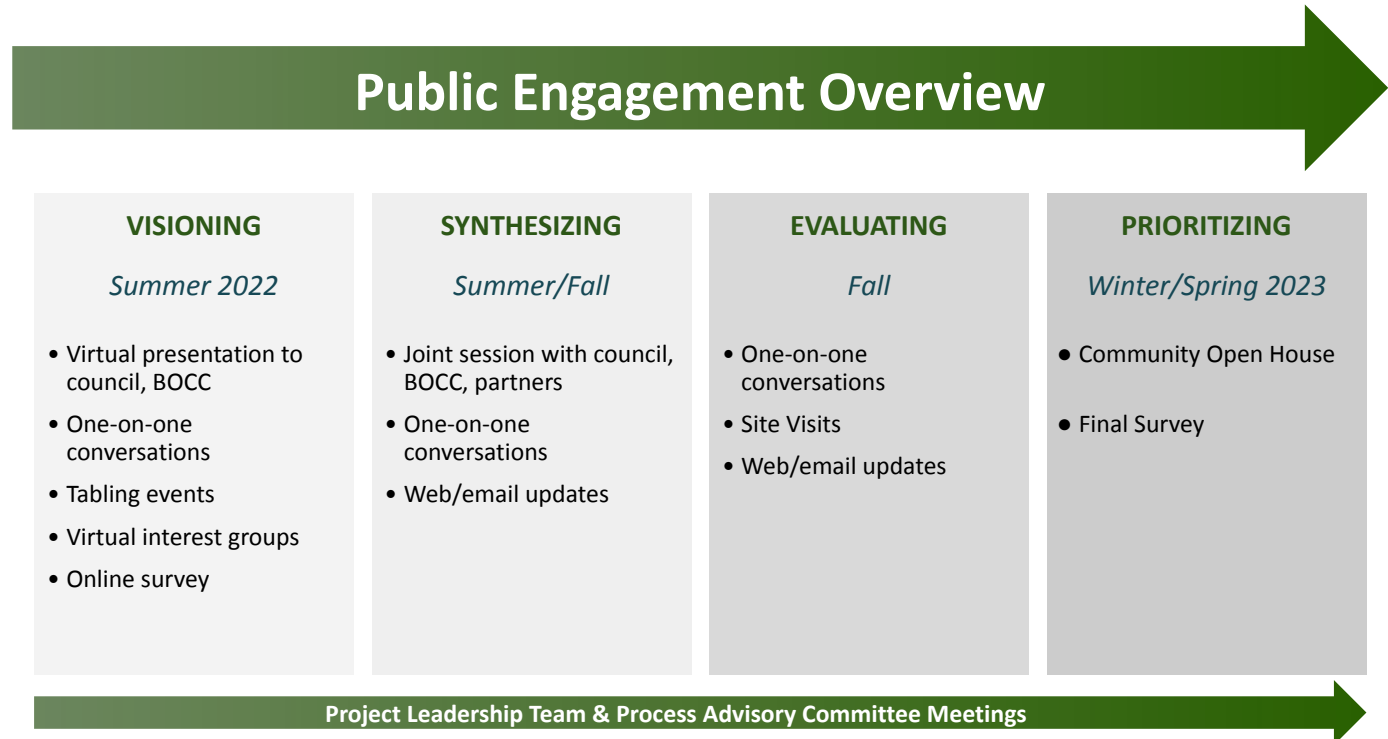 Public Engagement Overview
VISIONING
Summer 2022
• Virtual presentation to
council, BOCC
• One-on-one
conversations
• Tabling events
• Virtual interest groups
• Online survey
SYNTHESIZING
Summer/Fall
• Joint session with council,
BOCC, partners
• One-on-one
conversations
• Web/email updates
EVALUATING
Fall
• One-on-one
conversations
• Site Visits
• Web/email updates
PRIORITIZING
Winter/Spring 2023
• Community Open House
• Final Survey
Project Leadership Team & Process Advisory Committee Meetings